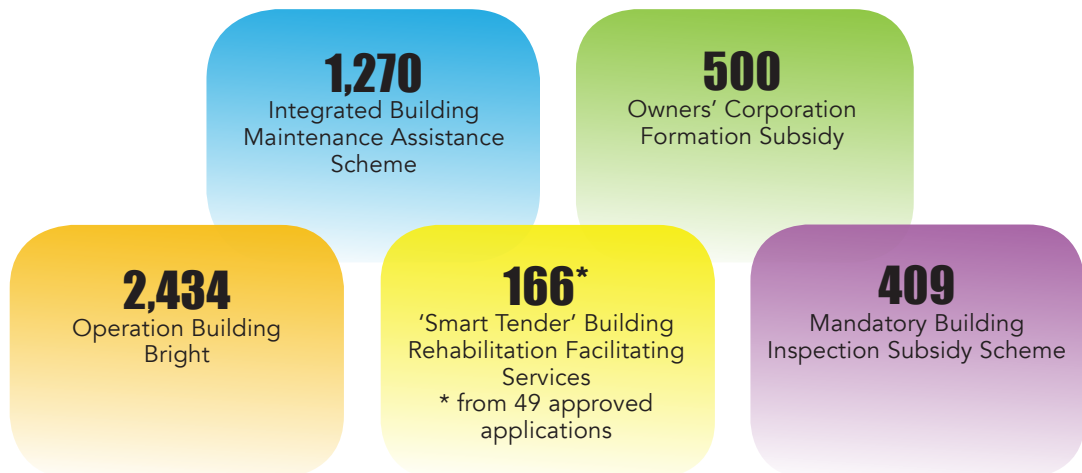 1,270
Integrated Building
Maintenance Assistance
Scheme
500
Owners’ Corporation
Formation Subsidy
2,434
Operation Building
Bright
166*
‘Smart Tender’ Building
Rehabilitation Facilitating
Services
* from 49 approved
applications
409
Mandatory Building
Inspection Subsidy Scheme